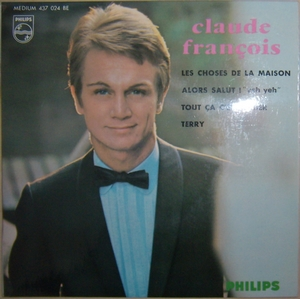 PHILIPS
MEDIUM 437 024 BE
claude
françois
LES CHOSES DE LA MAISON
ALORS SALUT ! "yeh yeh"
TOUT ÇA
TERRY
PHILIPS